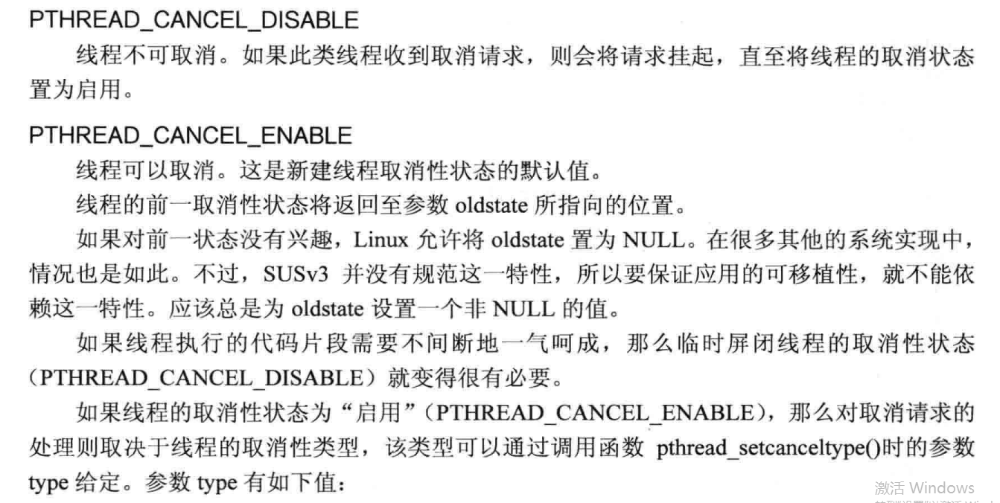 PTHREAD_CANCEL_DISABLE
线程不可取消。如果此类线程收到取消请求，则会将请求挂起，直至将线程的取消状态
置为启用。
PTHREAD_CANCEL_ENABLE
线程可以取消。这是新建线程取消性状态的默认值。
线程的前一取消性状态将返回至参数 oldstate 所指向的位置。
如果对前一状态没有兴趣，Linux 允许将 oldstate 置为 NULL。在很多其他的系统实现中，
情况也是如此。不过，SUSv3 并没有规范这一特性，所以要保证应用的可移植性，就不能依
赖这一特性。应该总是为 oldstate 设置一个非 NULL 的值。
如果线程执行的代码片段需要不间断地一气呵成，那么临时屏闭线程的取消性状态
（PTHREAD_CANCEL_DISABLE）就变得很有必要。
如果线程的取消性状态为“启用”（PTHREAD_CANCEL_ENABLE），那么对取消请求的
处理则取决于线程的取消性类型，该类型可以通过调用函数 pthread_setcanceltype()时的参数
type 给定。参数 type 有如下值：
激活 Windows